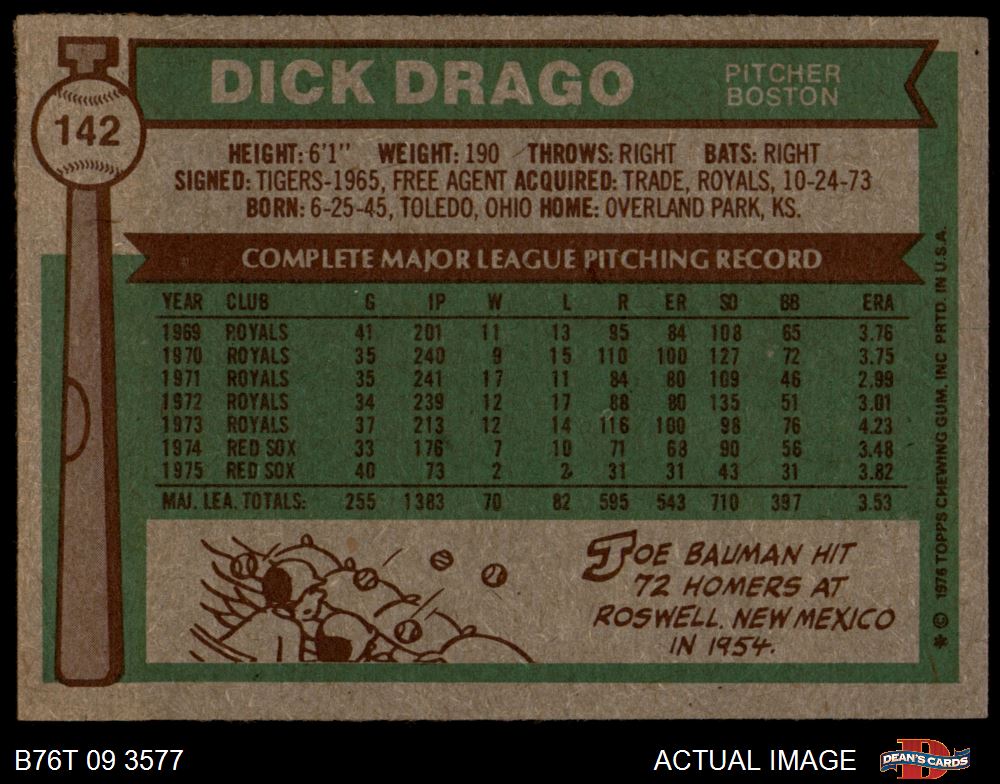 142
DICK DRAGO
PITCHER
BOSTON
HEIGHT: 6'1" WEIGHT: 190 THROWS: RIGHT BATS: RIGHT
SIGNED: TIGERS-1965, FREE AGENT ACQUIRED: TRADE, ROYALS, 10-24-73
BORN: 6-25-45, TOLEDO, OHIO HOME: OVERLAND PARK, KS.
COMPLETE MAJOR LEAGUE PITCHING RECORD
YEAR CLUB G IP W L R ER SO BB ERA
1969 ROYALS 41 201 11 13 95 84 108 65 3.76
1970 ROYALS 35 240 9 15 110 100 127 72 3.75
1971 ROYALS 35 241 17 11 84 80 109 46 2.99
1972 ROYALS 34 239 12 17 88 80 135 51 3.01
1973 ROYALS 37 213 12 14 116 100 98 76 4.23
1974 RED SOX 33 176 7 10 71 68 90 56 3.48
1975 RED SOX 40 73 2 2 31 31 43 31 3.82
MAJ. LEA. TOTALS: 255 1383 70 82 595 543 710 397 3.53
JOE BAUMAN HIT
72 HOMERS AT
ROSWELL, NEW MEXICO
IN 1954.
* © 1976 TOPPS CHEWING GUM, INC PRTD. IN U.S.A.
B76T 09 3577
ACTUAL IMAGE
DEAN'S CARDS